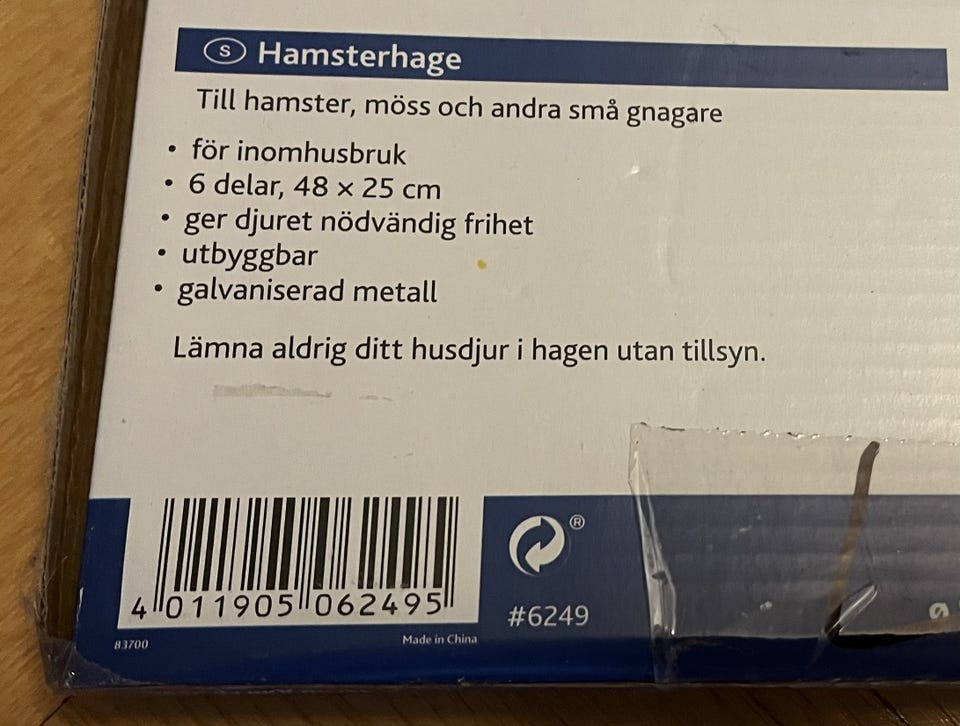 S Hamsterhage
Till hamster, möss och andra små gnagare
• för inomhusbruk
• 6 delar, 48 x 25 cm
• ger djuret nödvändig frihet
• utbyggbar
• galvaniserad metall
Lämna aldrig ditt husdjur i hagen utan tillsyn.
4 011905 062495
®
#6249
83700
Made in China